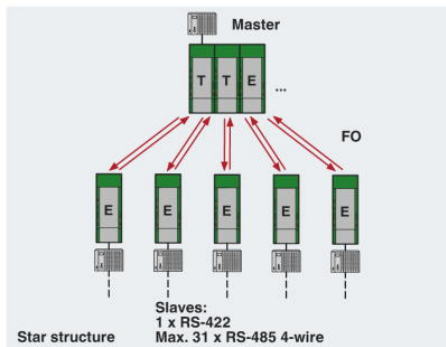 Master
T T E
...
FO
E E E E E
Slaves:
1 x RS-422
Max. 31 x RS-485 4-wire
Star structure